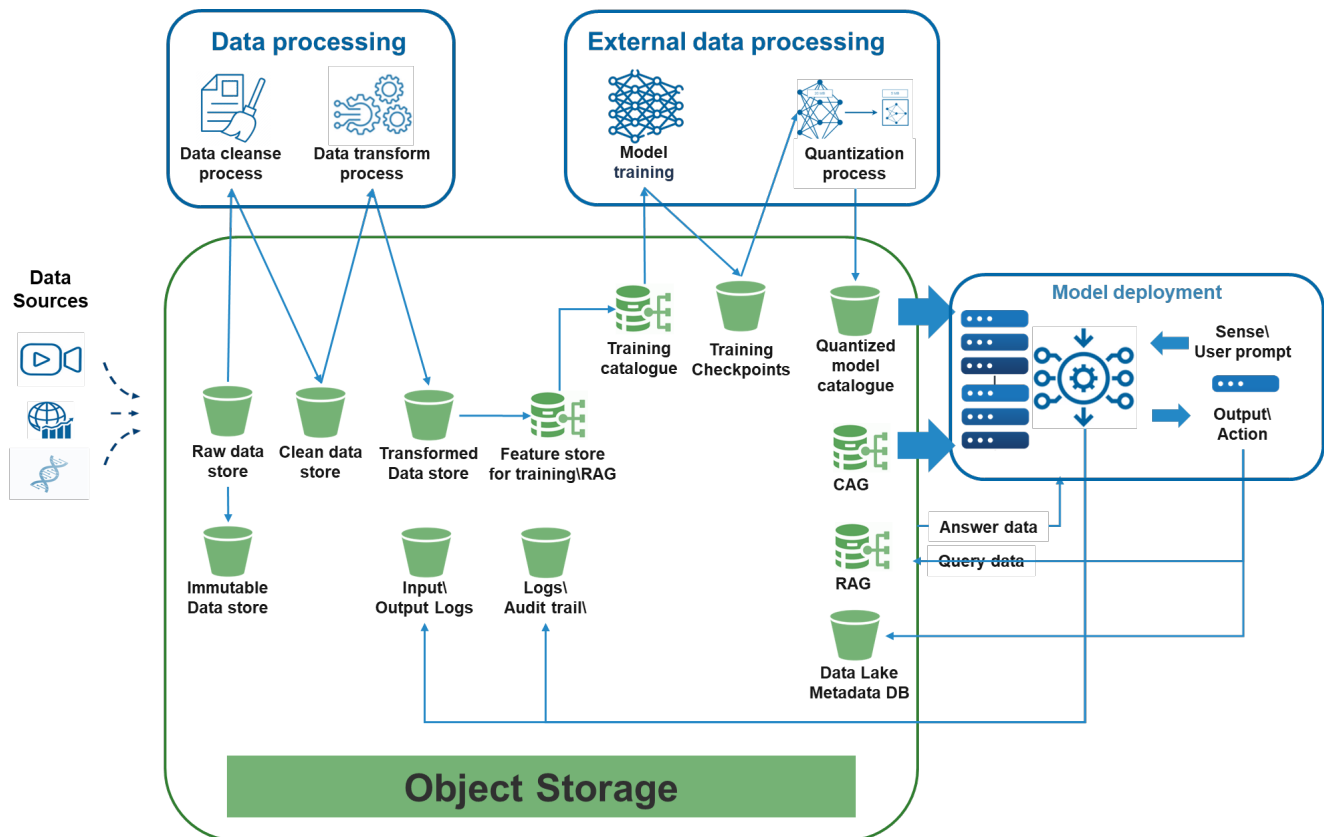 Data processing
Data cleanse
process
Data transform
process
External data processing
Model
training
Quantization
process
Data
Sources
Raw data
store
Clean data
store
Transformed
Data store
Feature store
for training\RAG
Training
catalogue
Training
Checkpoints
Quantized
model
catalogue
CAG
RAG
Data Lake
Metadata DB
Immutable
Data store
Input\
Output Logs
Logs\
Audit trail\
Model deployment
Sense\
User prompt
Output\
Action
Answer data
Query data
Object Storage